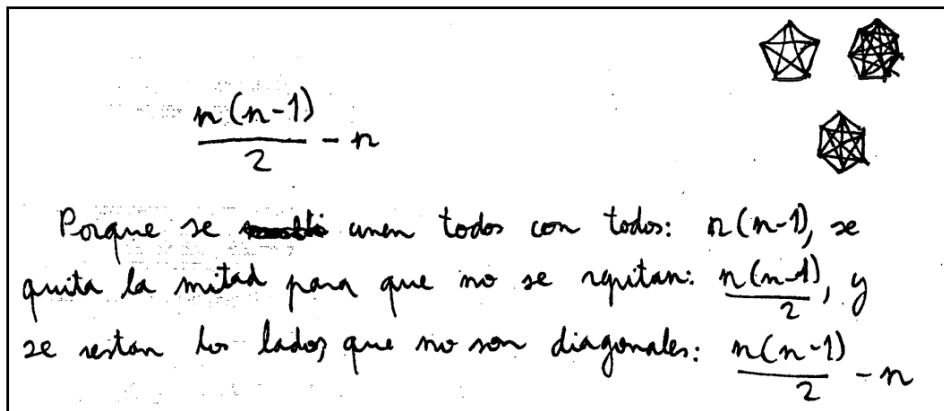 n(n-1)/2 - n
Porque se unen todos con todos: n(n-1), se
quita la mitad para que no se rpitan: n(n-1)/2, y
se restan los lados, que no son diagonales: n(n-1)/2 - n